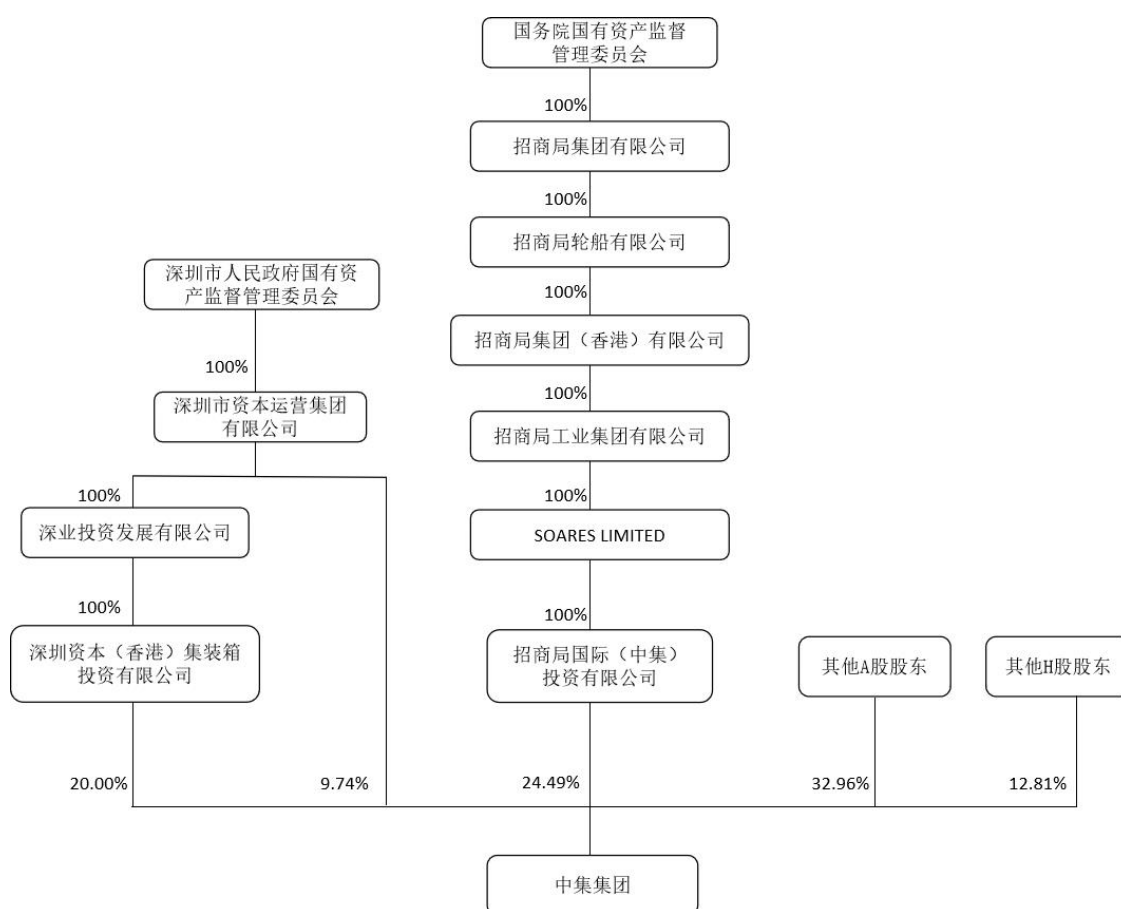 国务院国有资产监督
管理委员会
100%
招商局集团有限公司
100%
招商局轮船有限公司
深圳市人民政府国有资
产监督管理委员会
100%
招商局集团（香港）有限公司
100%
100%
深圳市资本运营集团
有限公司
招商局工业集团有限公司
100%
100%
深业投资发展有限公司
SOARES LIMITED
100%
100%
深圳资本（香港）集装箱
投资有限公司
招商局国际（中集）
投资有限公司
其他A股股东
其他H股股东
20.00%
9.74%
24.49%
32.96%
12.81%
中集集团